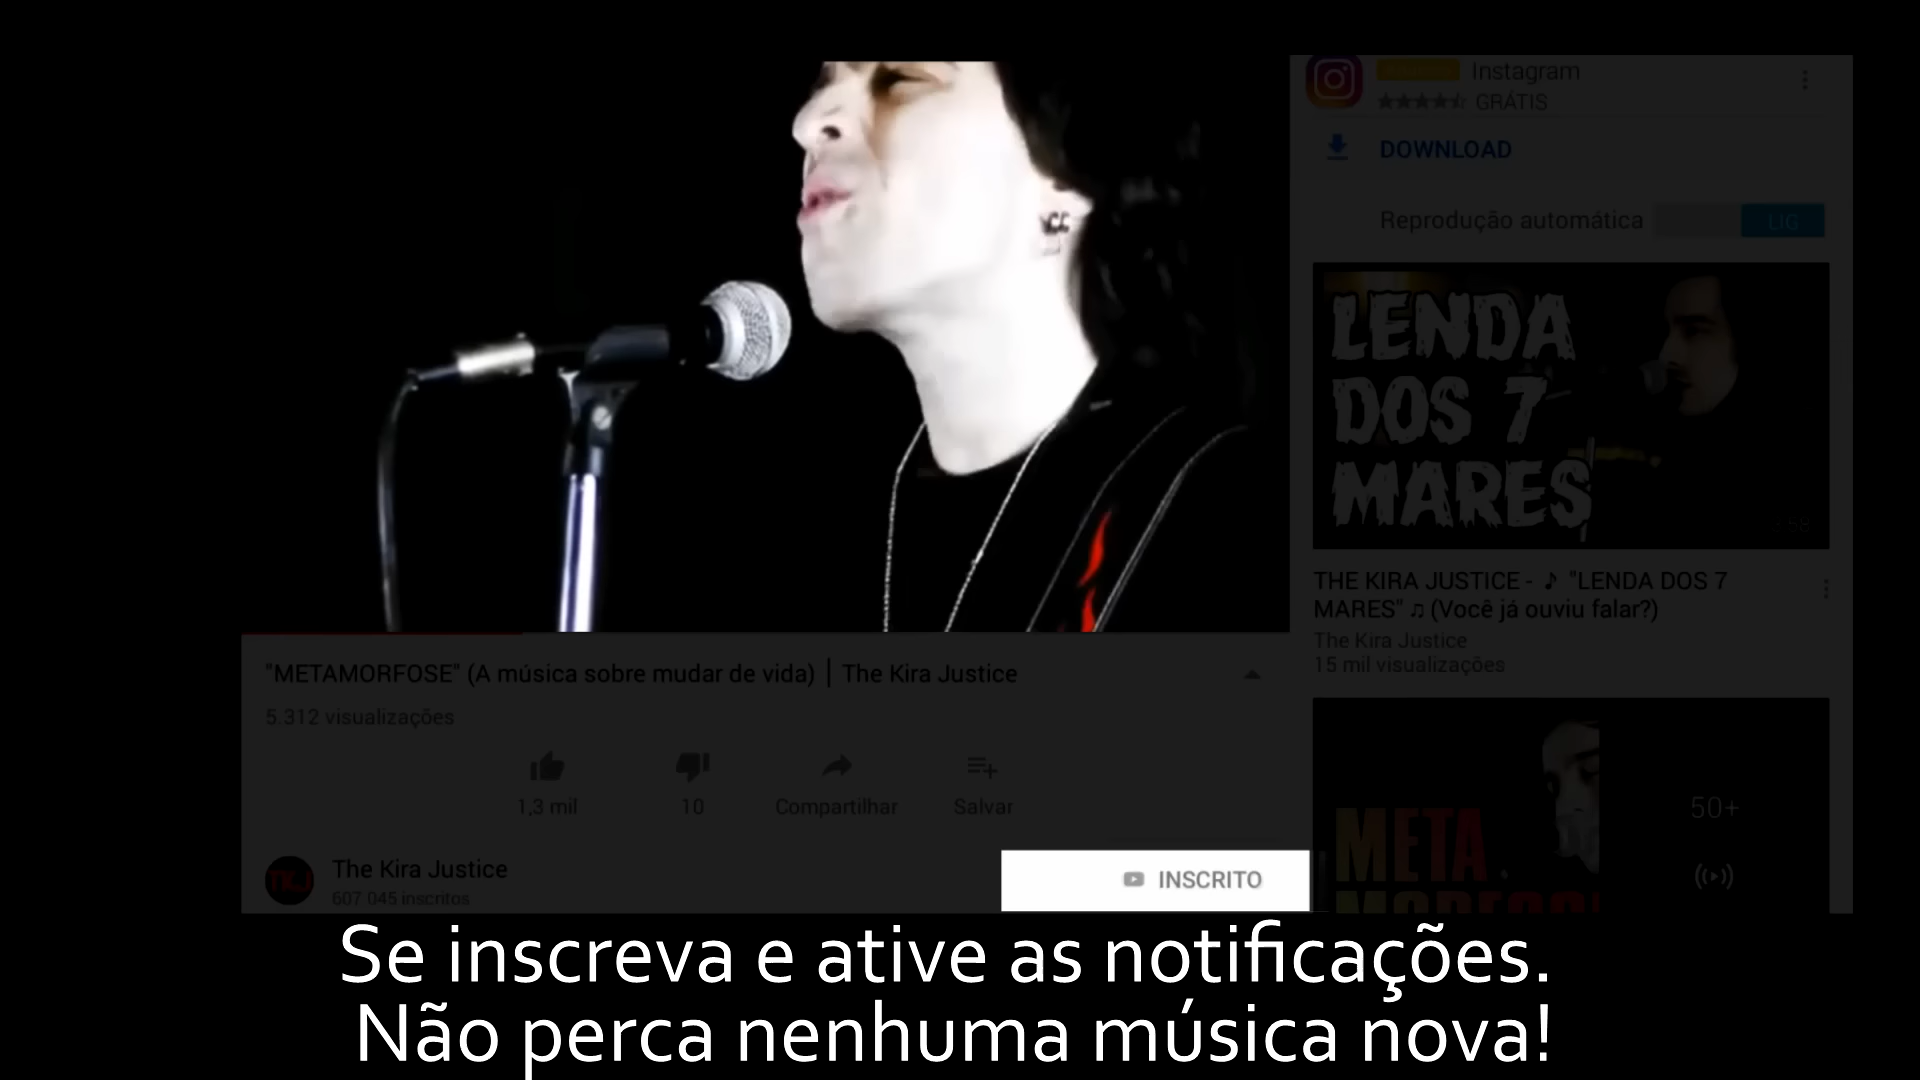 Instagram
GRÁTIS
DOWNLOAD
Reprodução automática
LIG
LENDA
DOS 7
MARES
THE KIRA JUSTICE - ♪ "LENDA DOS 7
MARES" ♫ (Você já ouviu falar?)
The Kira Justice
15 mil visualizações
"METAMORFOSE" (A música sobre mudar de vida) | The Kira Justice
5.312 visualizações
1,3 mil
10
Compartilhar
Salvar
META
50+
TKJ
The Kira Justice
607 045 inscritos
INSCRITO
Se inscreva e ative as notificações.
Não perca nenhuma música nova!